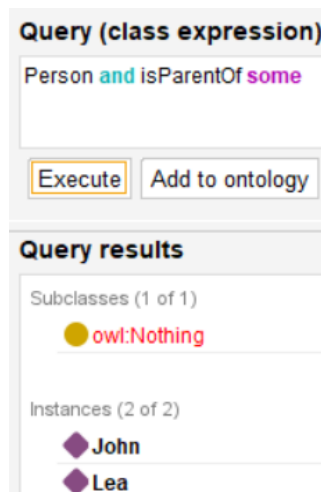 Query (class expression)
Person and isParentOf some
Execute
Add to ontology
Query results
Subclasses (1 of 1)
owl:Nothing
Instances (2 of 2)
John
Lea